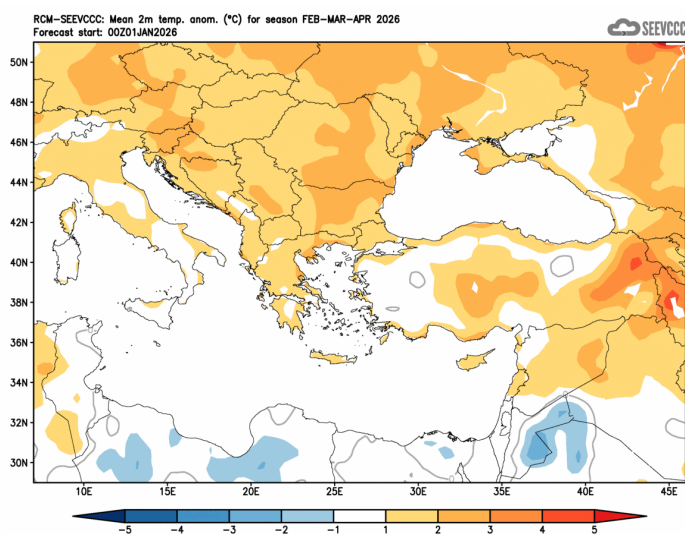 RCM-SEEVCCC: Mean 2m temp. anom. (°C) for season FEB-MAR-APR 2026
Forecast start: 00Z01JAN2026
SEEVCCC
50N
48N
46N
44N
42N
40N
38N
36N
34N
32N
30N
10E 15E 20E 25E 30E 35E 40E 45E
-5 -4 -3 -2 -1 1 2 3 4 5